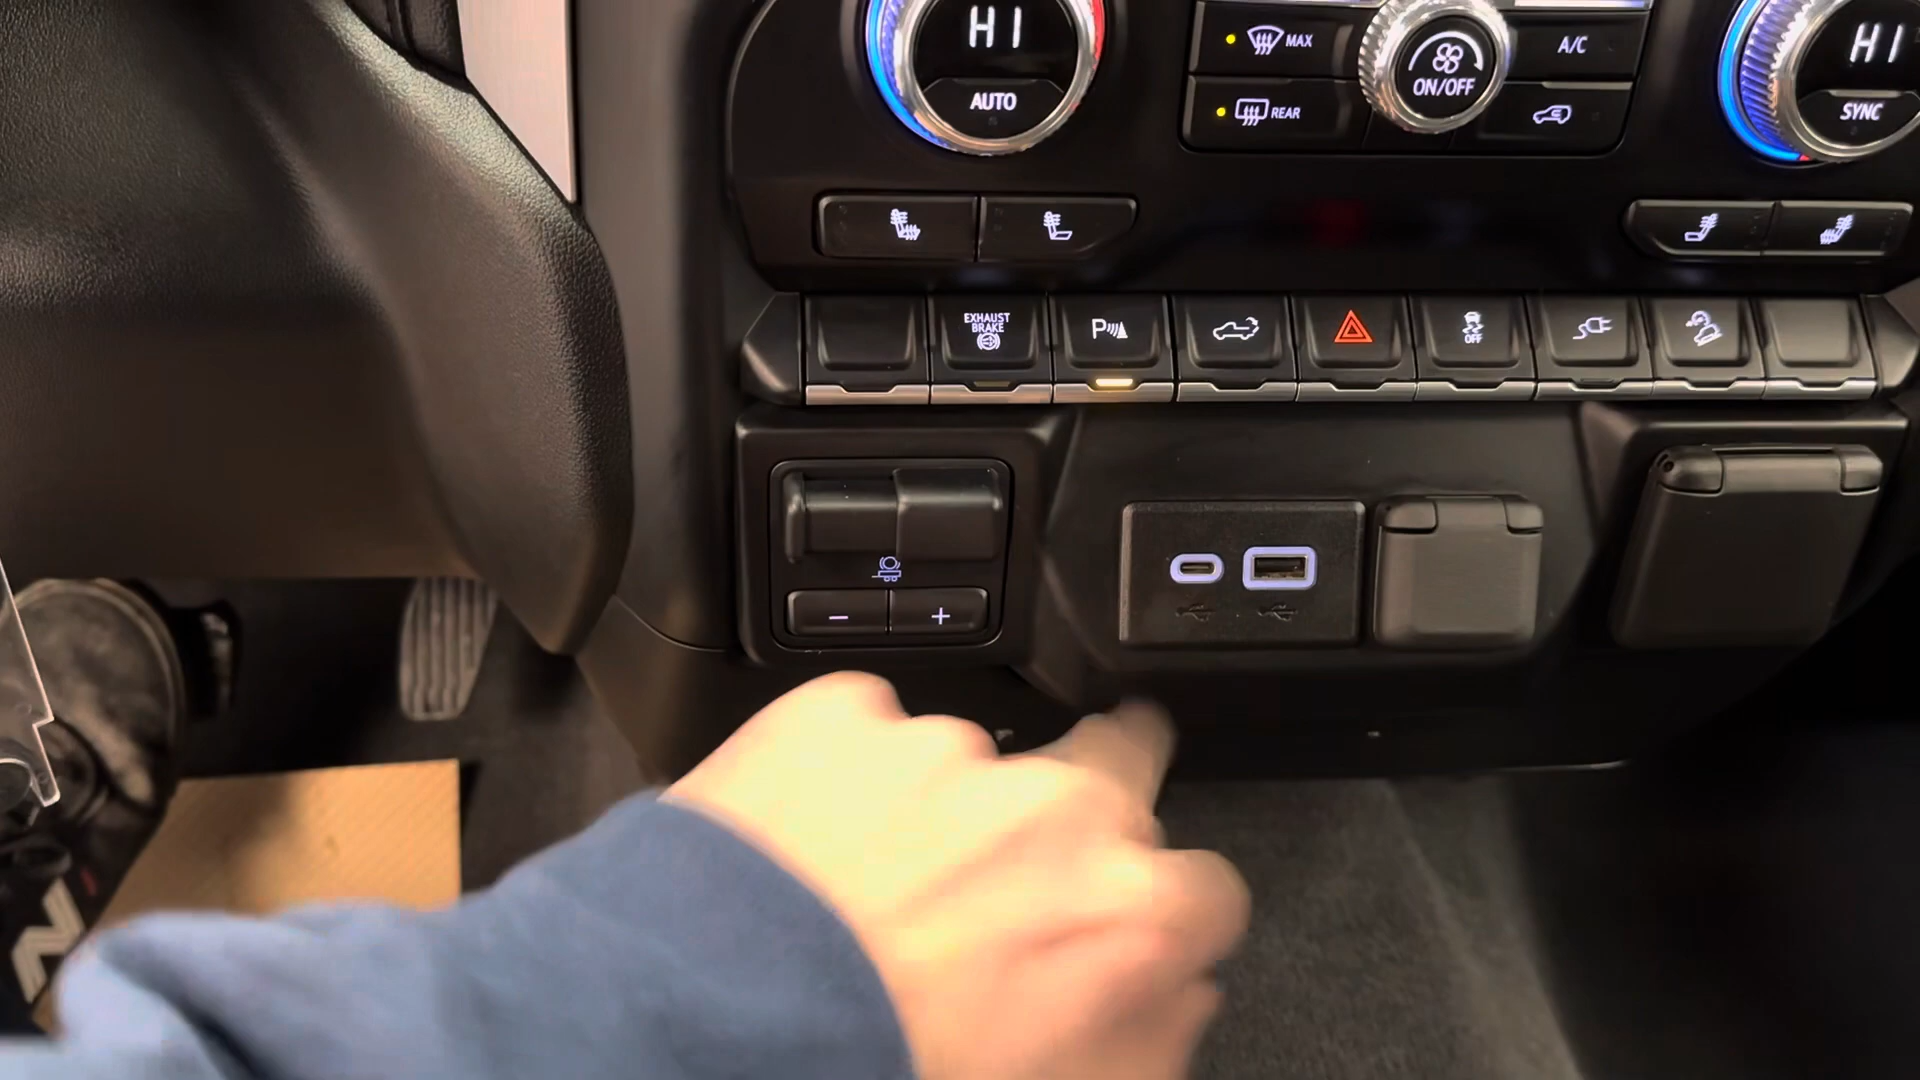 HI
AUTO
MAX
REAR
ON/OFF
A/C
HI
SYNC
EXHAUST
BRAKE
P
OFF
− +
N